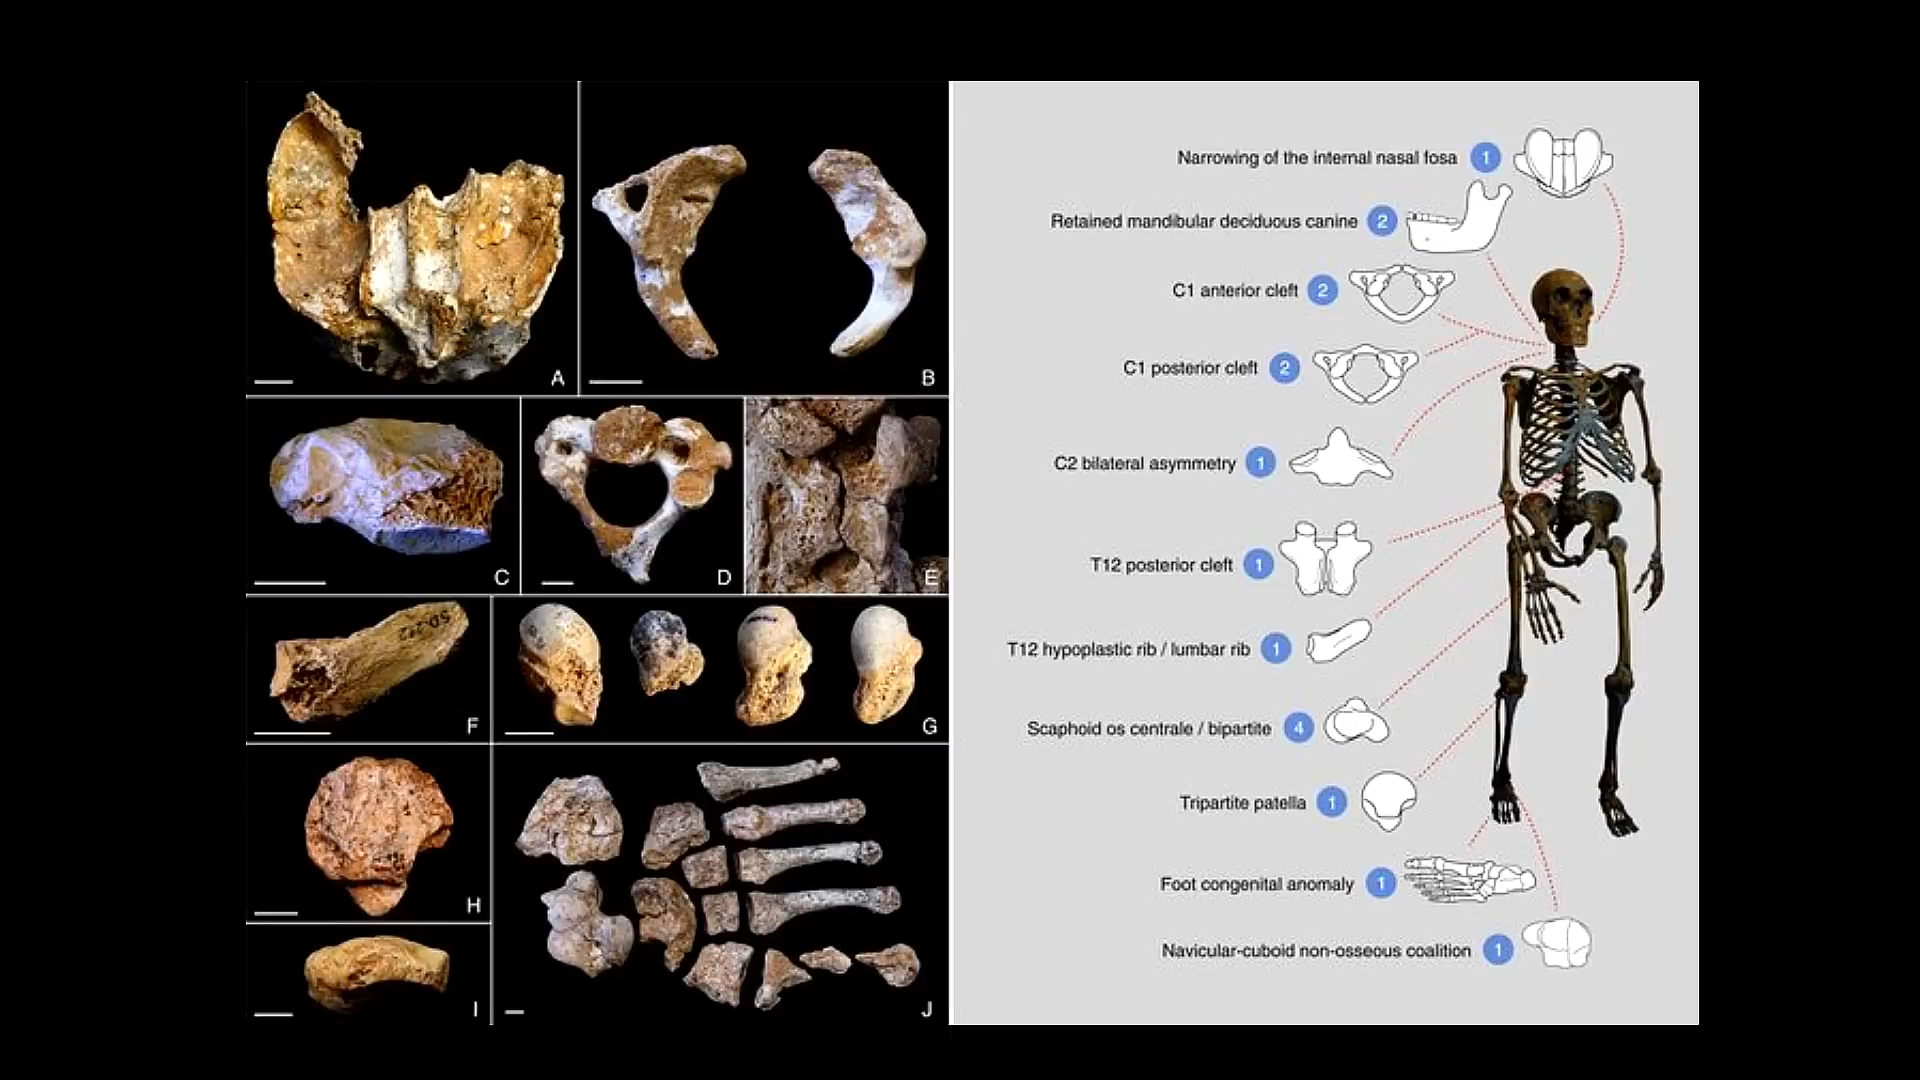 A
B
C
D
E
F
G
H
I
J
SD-292
Narrowing of the internal nasal fosa 1
Retained mandibular deciduous canine 2
C1 anterior cleft 2
C1 posterior cleft 2
C2 bilateral asymmetry 1
T12 posterior cleft 1
T12 hypoplastic rib / lumbar rib 1
Scaphoid os centrale / bipartite 4
Tripartite patella 1
Foot congenital anomaly 1
Navicular-cuboid non-osseous coalition 1